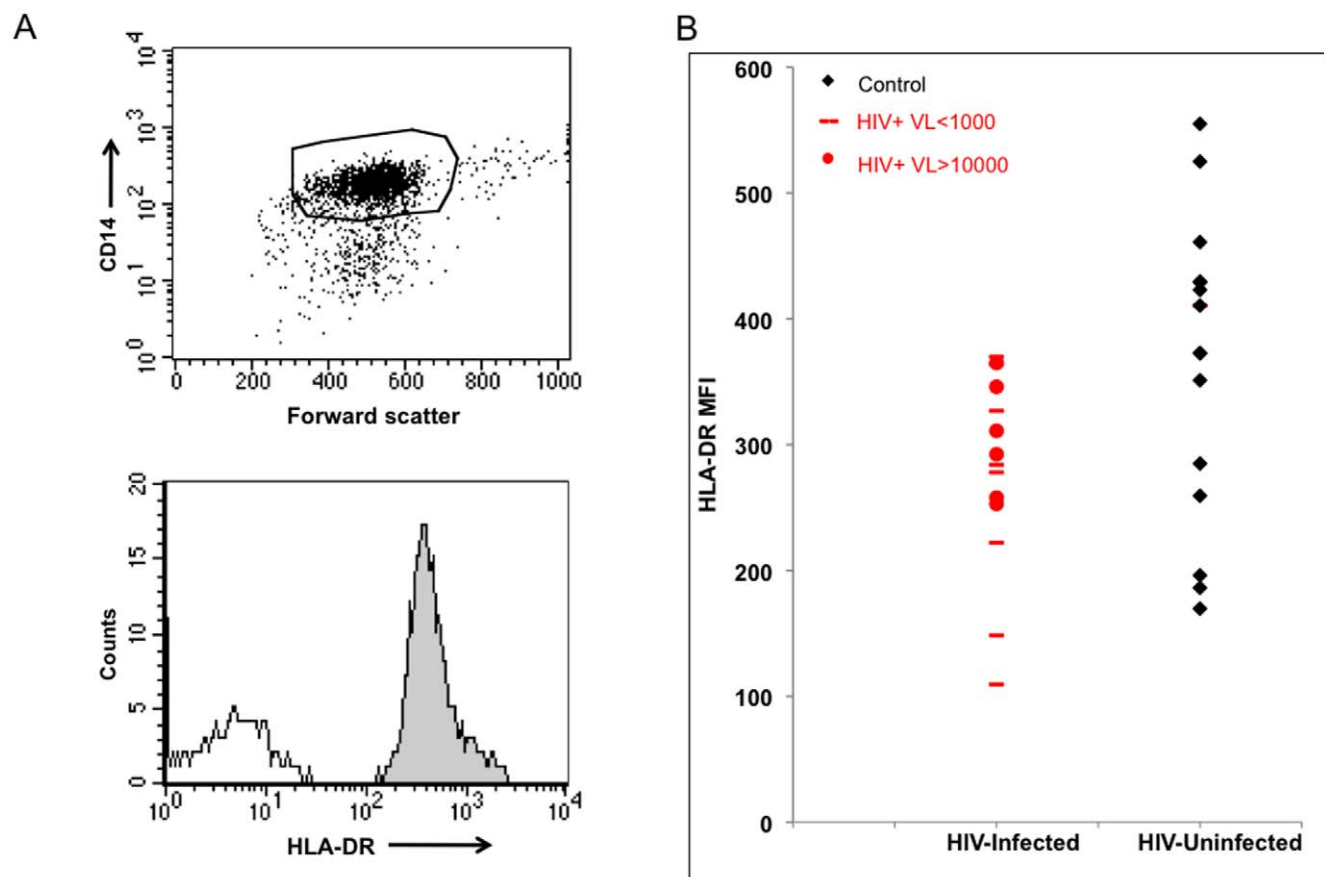 A
10^4
10^3
10^2
10^1
10^0
CD14
0 200 400 600 800 1000
Forward scatter
20
15
10
5
0
Counts
10^0 10^1 10^2 10^3 10^4
HLA-DR
B
600
500
400
300
200
100
0
HLA-DR MFI
Control
HIV+ VL<1000
HIV+ VL>10000
HIV-Infected HIV-Uninfected